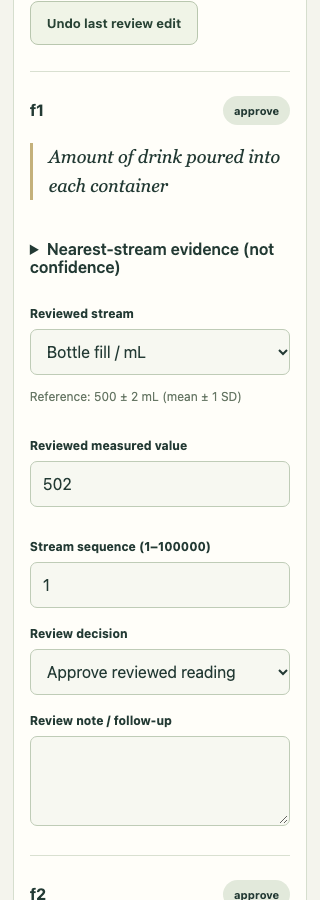 Undo last review edit
f1
approve
Amount of drink poured into
each container
Nearest-stream evidence (not
confidence)
Reviewed stream
Bottle fill / mL
Reference: 500 ± 2 mL (mean ± 1 SD)
Reviewed measured value
502
Stream sequence (1–100000)
1
Review decision
Approve reviewed reading
Review note / follow-up
f2
approve